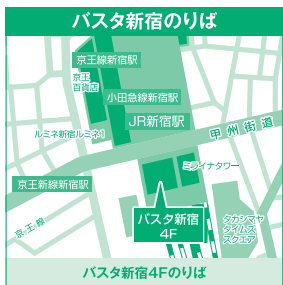 バスタ新宿のりば
京王線新宿駅
京王
百貨店
小田急線新宿駅
JR新宿駅
ルミネ新宿ルミネ1
甲州街道
ミライナタワー
京王新線新宿駅
バスタ新宿
4F
京王線
タカシマヤ
タイムズ
スクエア
バスタ新宿4Fのりば